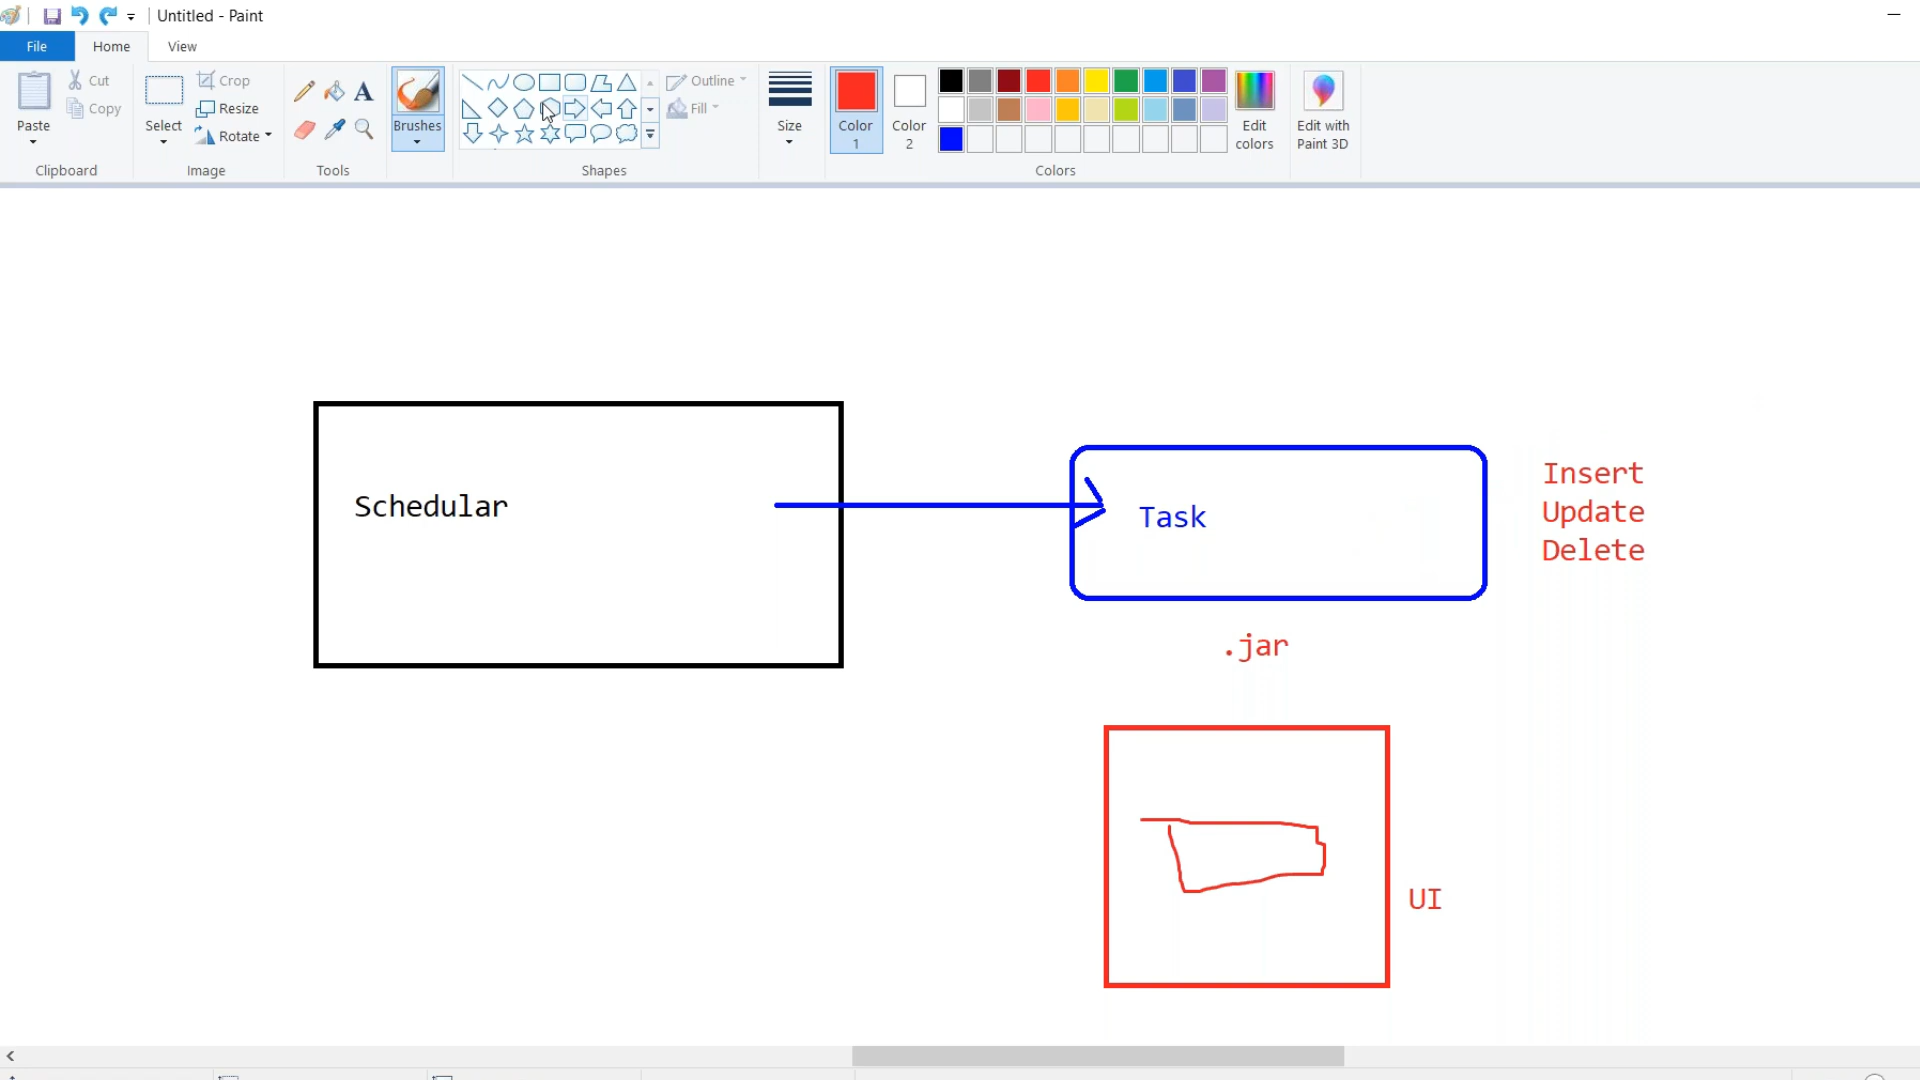 Untitled - Paint
File
Home
View
Paste
Cut
Copy
Clipboard
Select
Crop
Resize
Rotate
Image
A
Tools
Brushes
Outline
Fill
Shapes
Size
Color
1
Color
2
Edit
colors
Colors
Edit with
Paint 3D
Schedular
Task
Insert
Update
Delete
.jar
UI